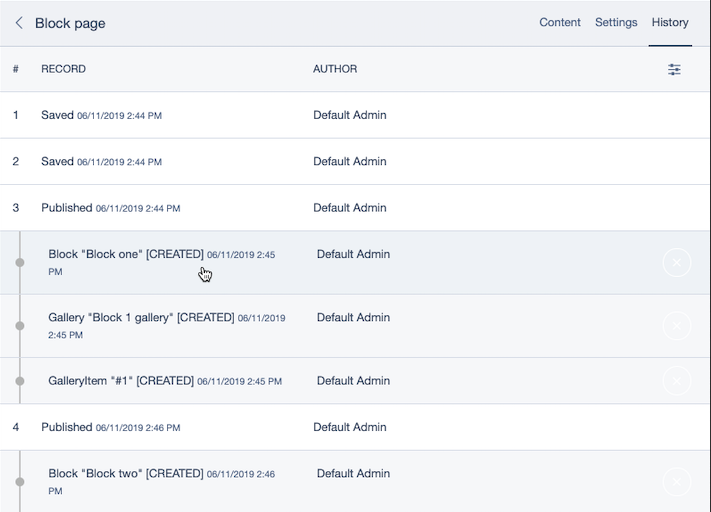 Block page
Content Settings History
# RECORD AUTHOR
1 Saved 06/11/2019 2:44 PM Default Admin
2 Saved 06/11/2019 2:44 PM Default Admin
3 Published 06/11/2019 2:44 PM Default Admin
Block "Block one" [CREATED] 06/11/2019 2:45 Default Admin
PM
Gallery "Block 1 gallery" [CREATED] 06/11/2019 Default Admin
2:45 PM
GalleryItem "#1" [CREATED] 06/11/2019 2:45 PM Default Admin
4 Published 06/11/2019 2:46 PM Default Admin
Block "Block two" [CREATED] 06/11/2019 2:46 Default Admin
PM